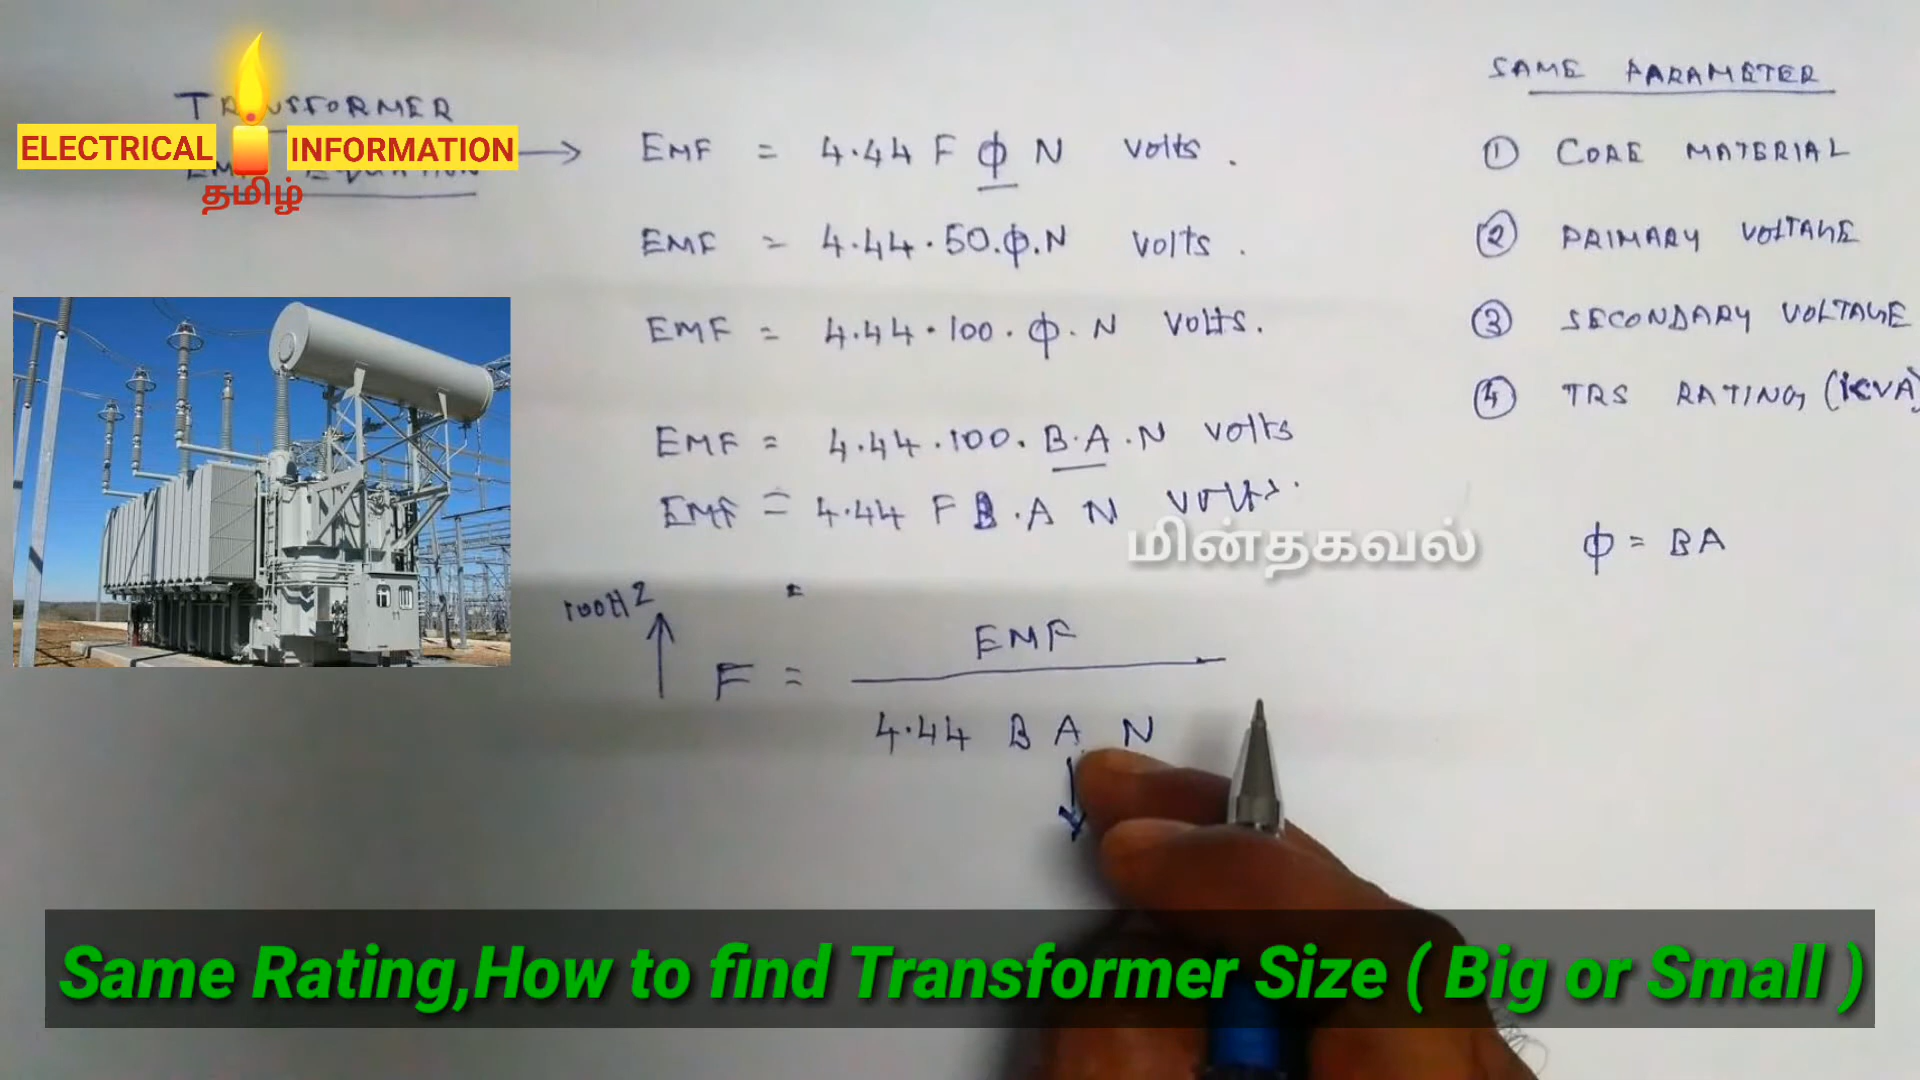 TRANSFORMER
ELECTRICAL INFORMATION
EMF EQUATION
தமிழ்
EMF = 4.44 F ϕ N volts.
EMF = 4.44.50.ϕ.N volts.
EMF = 4.44.100.ϕ.N volts.
EMF = 4.44.100.B.A.N volts
EMF = 4.44 F B.A N volts.
மின்தகவல்
100HZ
F = EMF
4.44 B A N
SAME PARAMETER
① CORE MATERIAL
② PRIMARY VOLTAGE
③ SECONDARY VOLTAGE
④ TRS RATING (KVA)
ϕ = BA
Same Rating,How to find Transformer Size ( Big or Small )